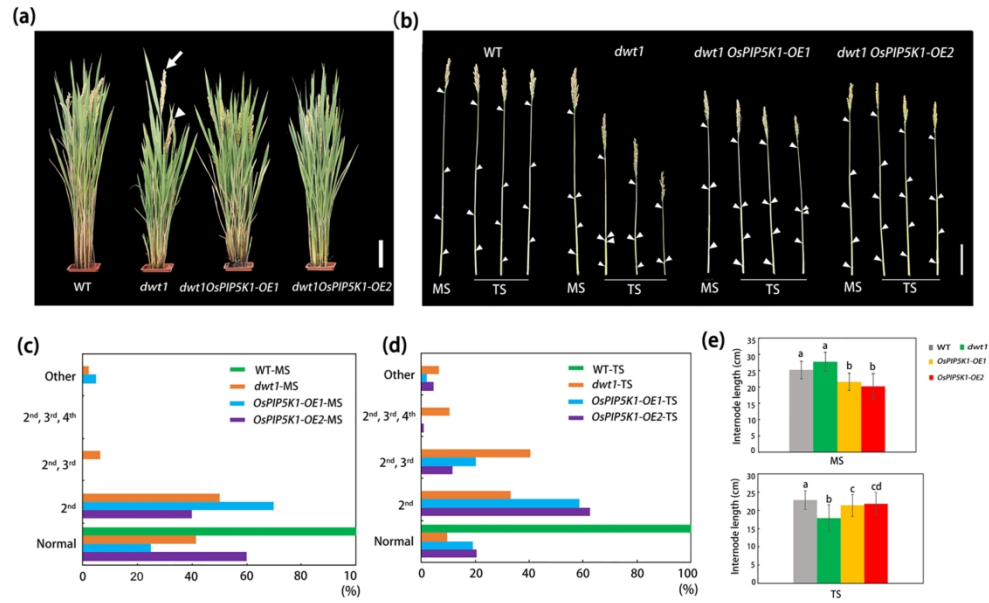 (a)
WT
dwt1
dwt1OsPIP5K1-OE1
dwt1OsPIP5K1-OE2
(b)
WT
dwt1
dwt1 OsPIP5K1-OE1
dwt1 OsPIP5K1-OE2
MS
TS
MS
TS
MS
TS
MS
TS
(c)
WT-MS
dwt1-MS
OsPIP5K1-OE1-MS
OsPIP5K1-OE2-MS
Other
2nd, 3rd, 4th
2nd, 3rd
2nd
Normal
0
20
40
60
80
10
(%)
(d)
WT-TS
dwt1-TS
OsPIP5K1-OE1-TS
OsPIP5K1-OE2-TS
Other
2nd, 3rd, 4th
2nd, 3rd
2nd
Normal
0
20
40
60
80
100
(%)
(e)
WT
dwt1
OsPIP5K1-OE1
OsPIP5K1-OE2
Internode length (cm)
35
30
25
20
15
10
5
0
a
a
b
b
MS
Internode length (cm)
30
25
20
15
10
5
0
a
b
c
cd
TS